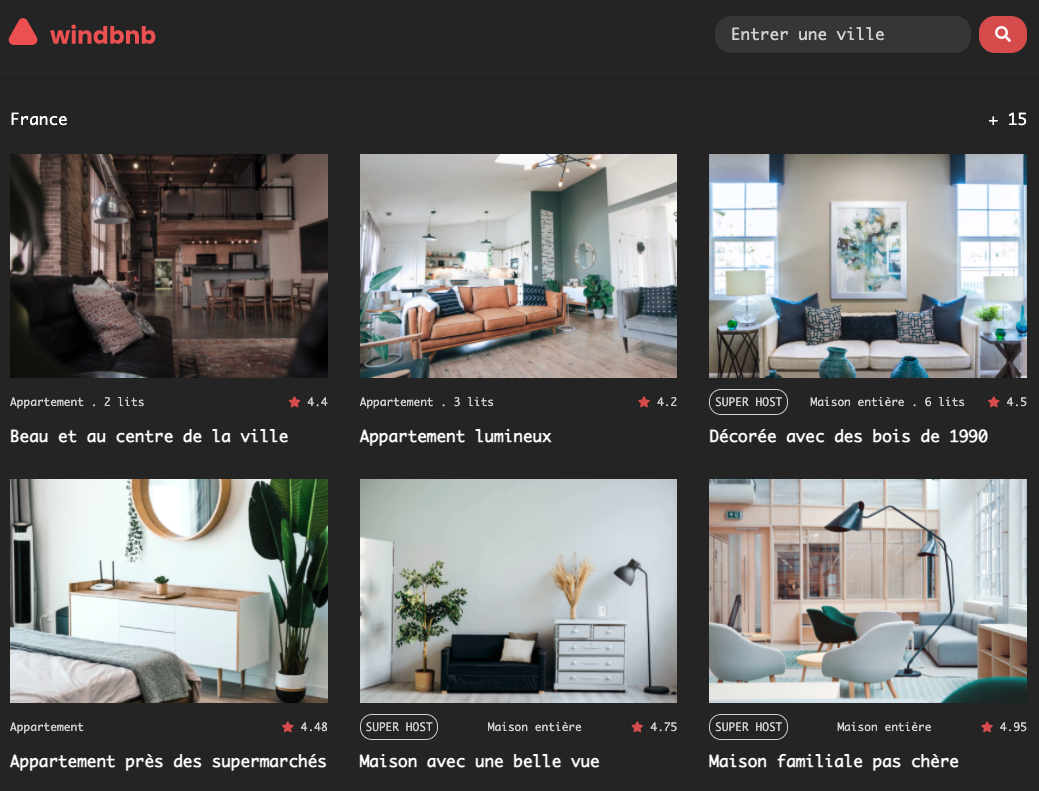 windbnb
Entrer une ville
France
+ 15
Appartement . 2 lits
4.4
Beau et au centre de la ville
Appartement . 3 lits
4.2
Appartement lumineux
SUPER HOST
Maison entière . 6 lits
4.5
Décorée avec des bois de 1990
Appartement
4.48
Appartement près des supermarchés
SUPER HOST
Maison entière
4.75
Maison avec une belle vue
SUPER HOST
Maison entière
4.95
Maison familiale pas chère